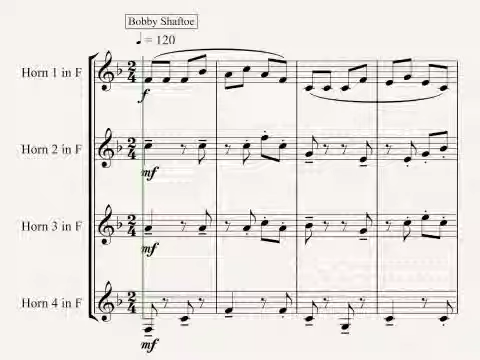 Bobby Shaftoe
♩ = 120
Horn 1 in F
f
Horn 2 in F
mf
Horn 3 in F
mf
Horn 4 in F
mf